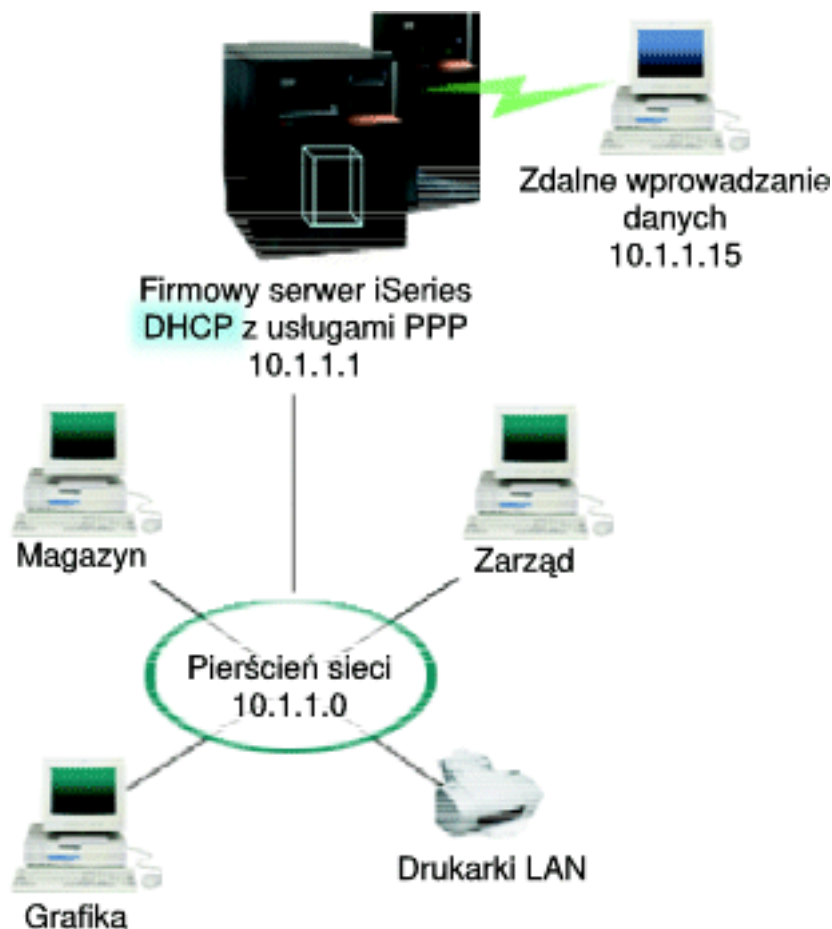 Zdalne wprowadzanie
danych
10.1.1.15
Firmowy serwer iSeries
DHCP z usługami PPP
10.1.1.1
Magazyn
Zarząd
Pierścień sieci
10.1.1.0
Drukarki LAN
Grafika